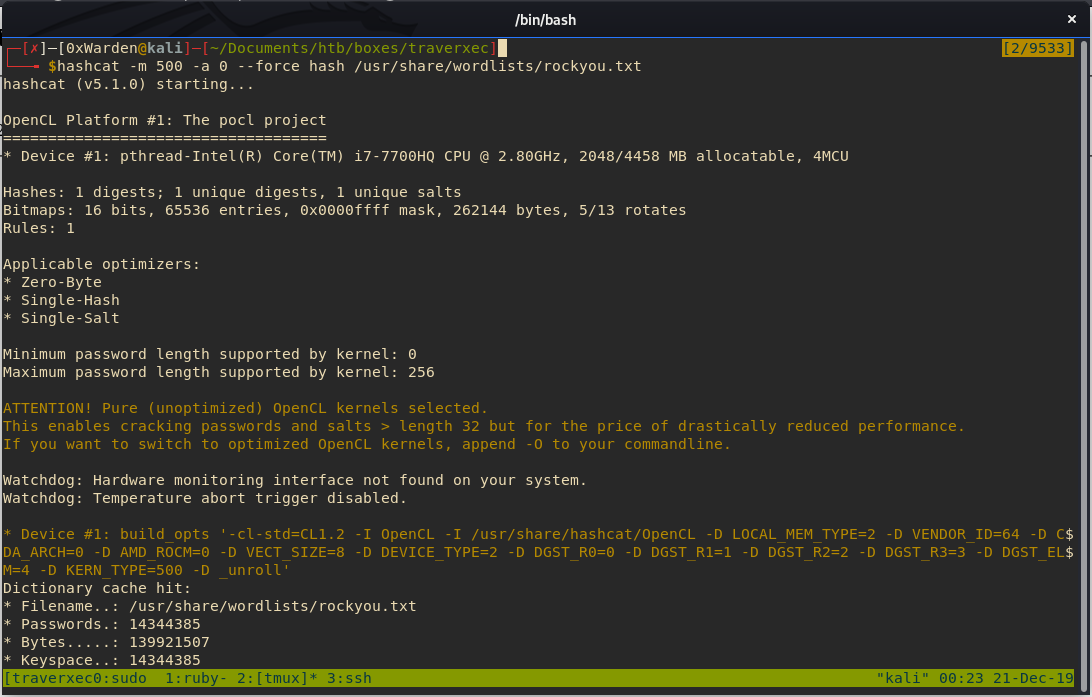 /bin/bash
×
┌─[✗]─[0xWarden@kali]─[~/Documents/htb/boxes/traverxec] [2/9533]
└──╼ $hashcat -m 500 -a 0 --force hash /usr/share/wordlists/rockyou.txt
hashcat (v5.1.0) starting...
OpenCL Platform #1: The pocl project
====================================
* Device #1: pthread-Intel(R) Core(TM) i7-7700HQ CPU @ 2.80GHz, 2048/4458 MB allocatable, 4MCU
Hashes: 1 digests; 1 unique digests, 1 unique salts
Bitmaps: 16 bits, 65536 entries, 0x0000ffff mask, 262144 bytes, 5/13 rotates
Rules: 1
Applicable optimizers:
* Zero-Byte
* Single-Hash
* Single-Salt
Minimum password length supported by kernel: 0
Maximum password length supported by kernel: 256
ATTENTION! Pure (unoptimized) OpenCL kernels selected.
This enables cracking passwords and salts > length 32 but for the price of drastically reduced performance.
If you want to switch to optimized OpenCL kernels, append -O to your commandline.
Watchdog: Hardware monitoring interface not found on your system.
Watchdog: Temperature abort trigger disabled.
* Device #1: build_opts '-cl-std=CL1.2 -I OpenCL -I /usr/share/hashcat/OpenCL -D LOCAL_MEM_TYPE=2 -D VENDOR_ID=64 -D C$
DA_ARCH=0 -D AMD_ROCM=0 -D VECT_SIZE=8 -D DEVICE_TYPE=2 -D DGST_R0=0 -D DGST_R1=1 -D DGST_R2=2 -D DGST_R3=3 -D DGST_EL$
M=4 -D KERN_TYPE=500 -D _unroll'
Dictionary cache hit:
* Filename..: /usr/share/wordlists/rockyou.txt
* Passwords.: 14344385
* Bytes.....: 139921507
* Keyspace..: 14344385
[traverxec0:sudo  1:ruby- 2:[tmux]* 3:ssh "kali" 00:23 21-Dec-19